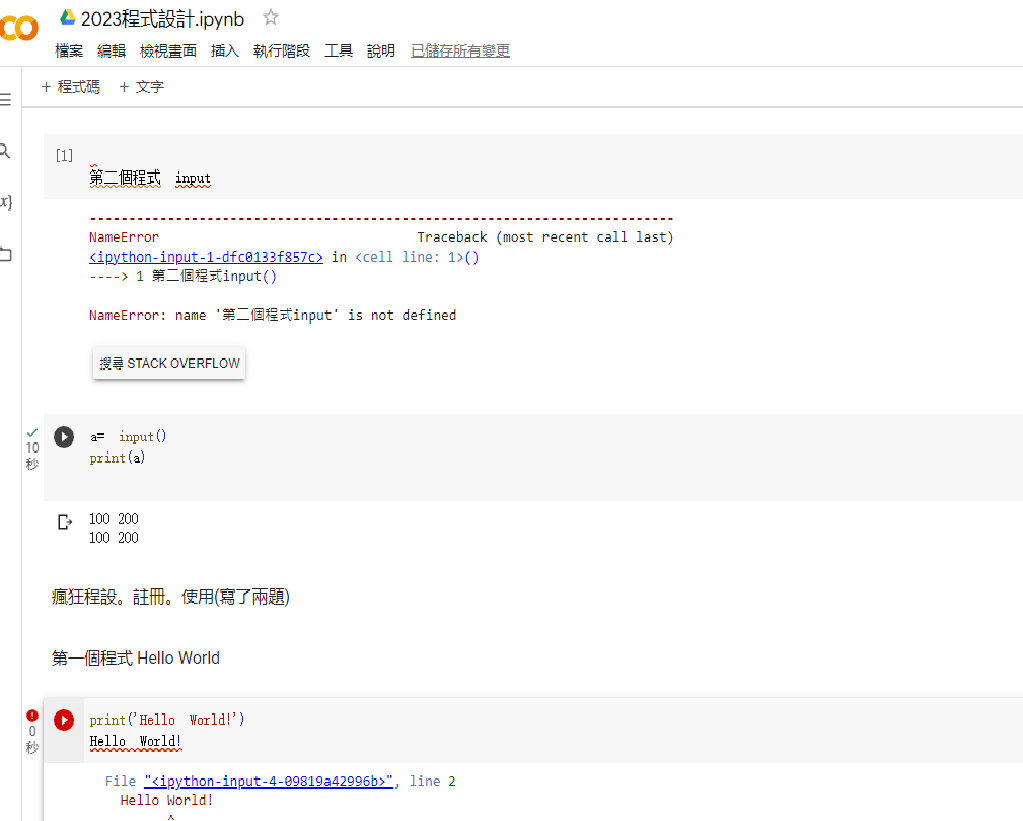 2023程式設計.ipynb
檔案 編輯 檢視畫面 插入 執行階段 工具 說明 已儲存所有變更
+ 程式碼 + 文字
[1]
第二個程式 input
---------------------------------------------------------------------------
NameError Traceback (most recent call last)
<ipython-input-1-dfc0133f857c> in <cell line: 1>()
----> 1 第二個程式input()
NameError: name '第二個程式input' is not defined
搜尋 STACK OVERFLOW
a= input()
print(a)
10
秒
100 200
100 200
瘋狂程設。註冊。使用(寫了兩題)
第一個程式 Hello World
print('Hello World!')
0
秒
Hello World!
File "<ipython-input-4-09819a42996b>", line 2
Hello World!
^